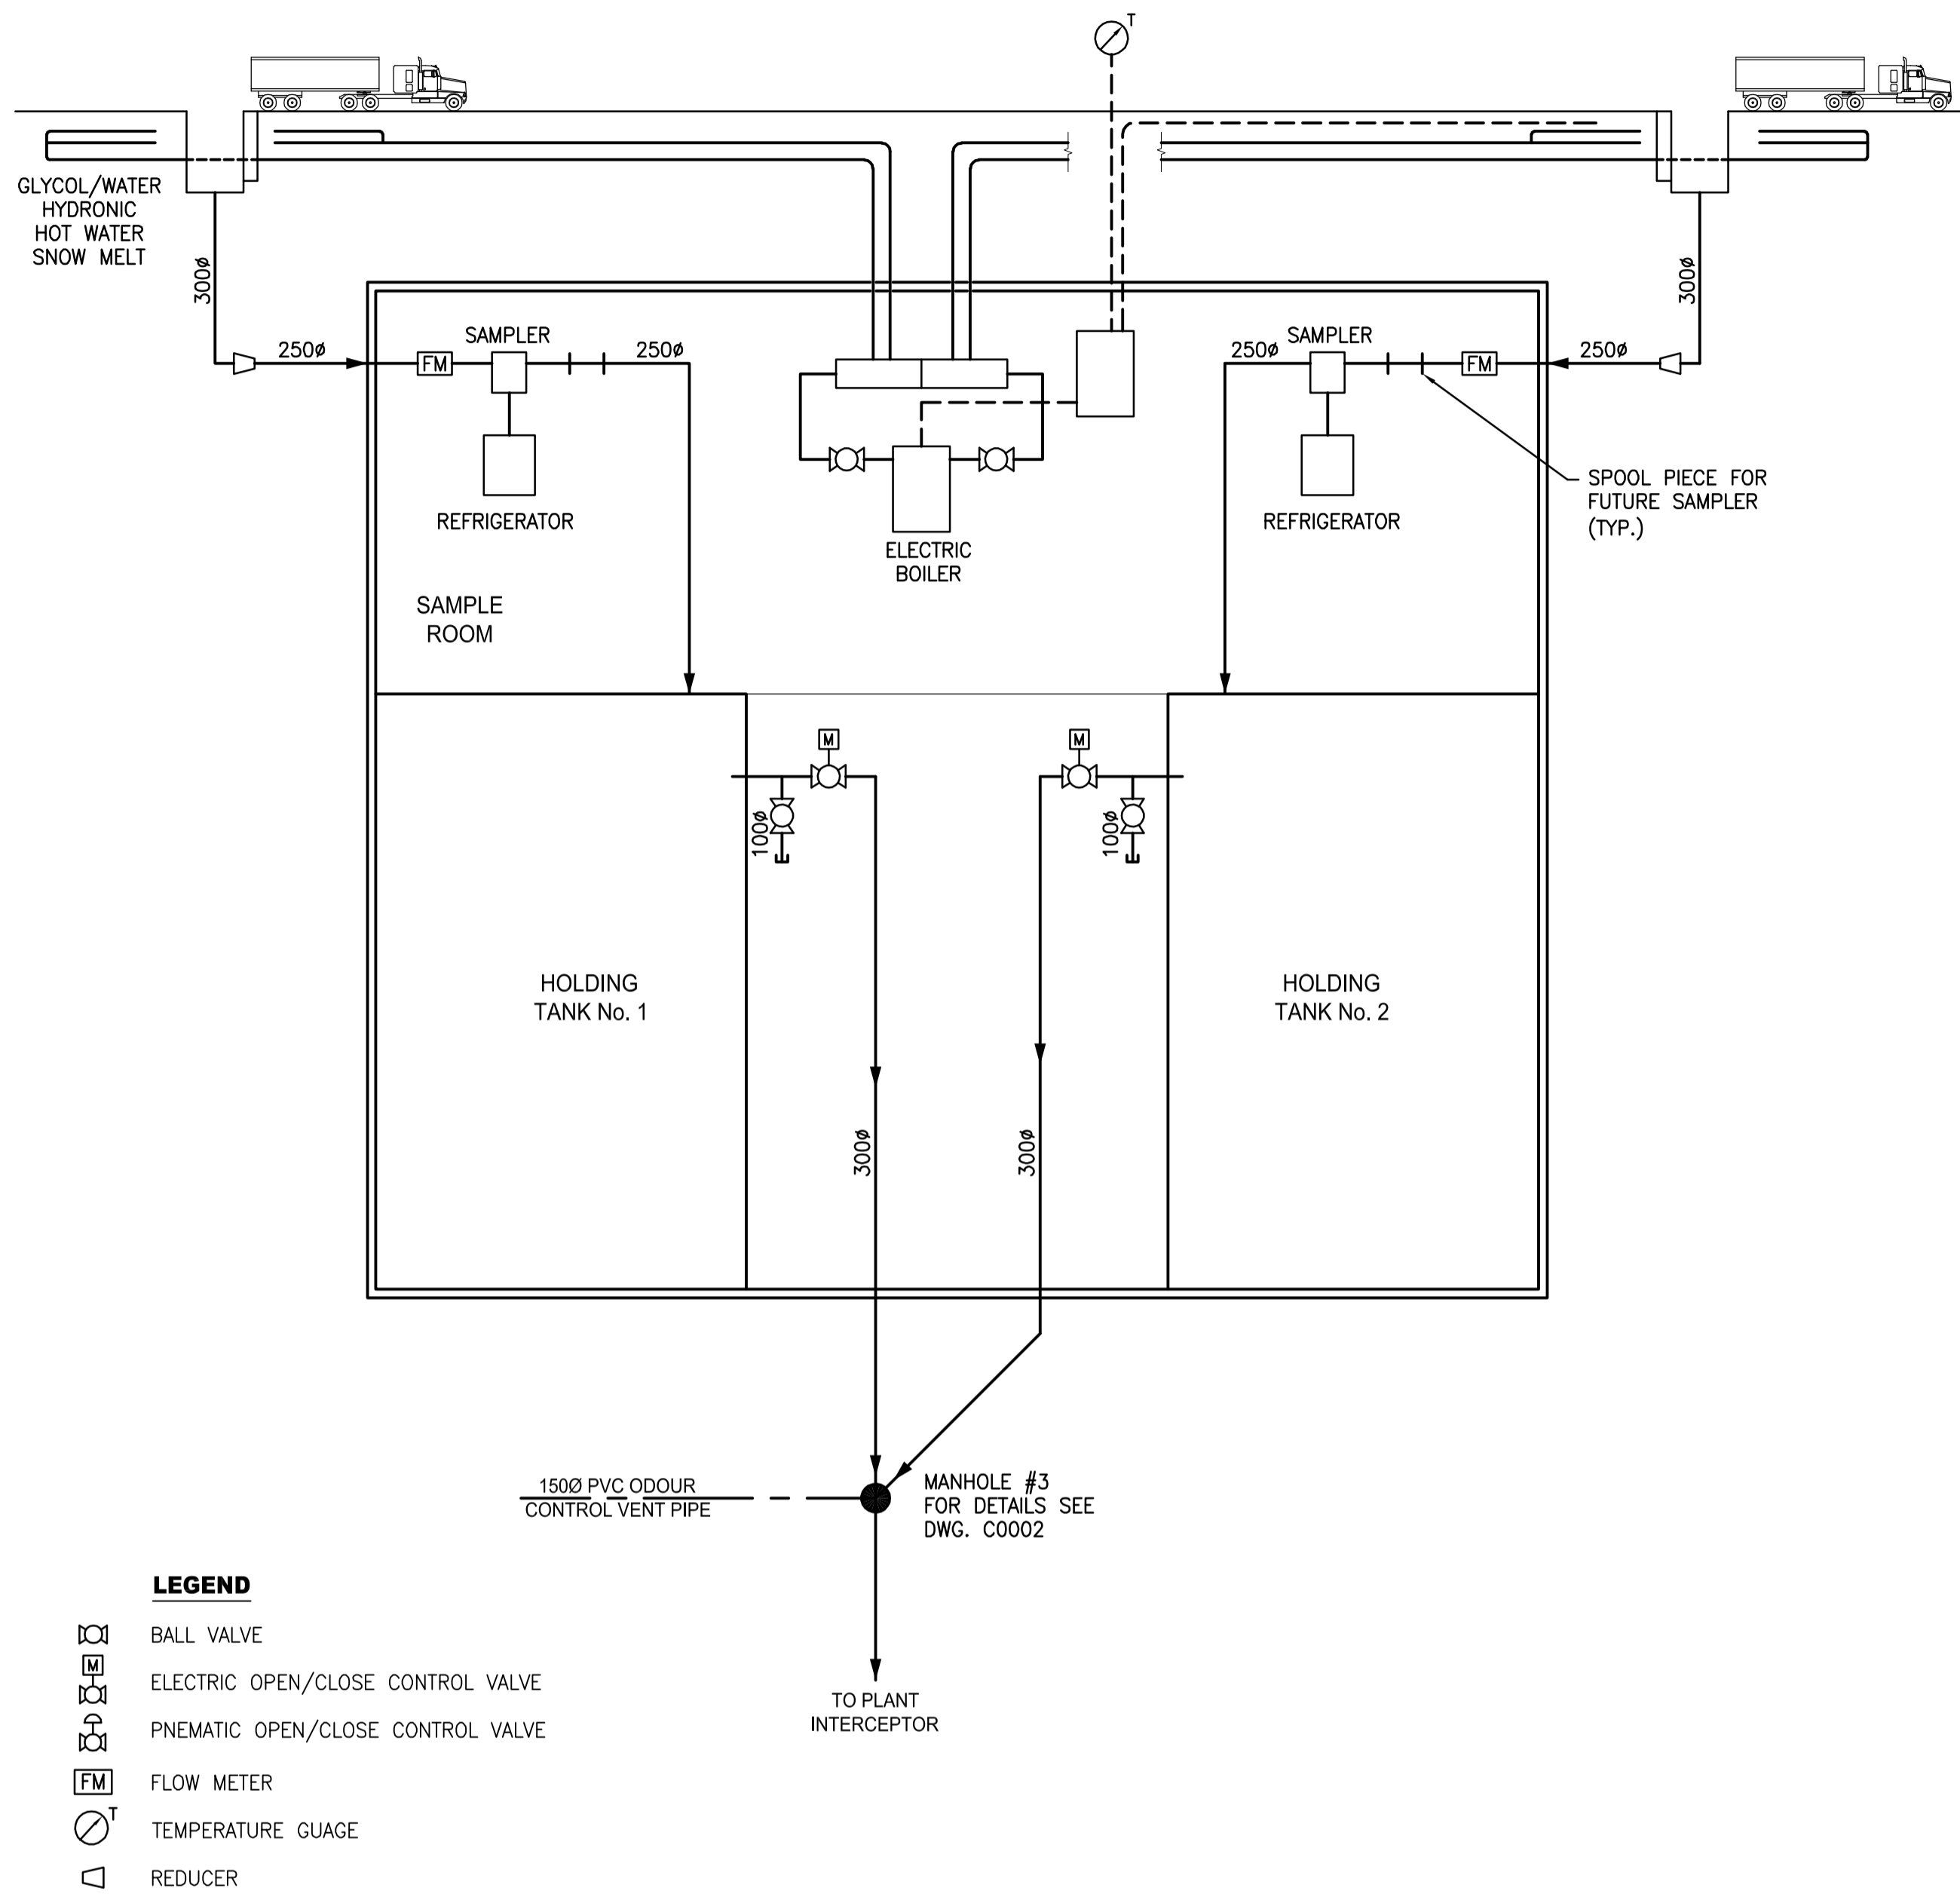 T
GLYCOL/WATER
HYDRONIC
HOT WATER
SNOW MELT
300ø
300ø
250ø
FM
SAMPLER
250ø
250ø
SAMPLER
FM
250ø
REFRIGERATOR
REFRIGERATOR
SPOOL PIECE FOR
FUTURE SAMPLER
(TYP.)
ELECTRIC
BOILER
SAMPLE
ROOM
M
M
100ø
100ø
HOLDING
TANK No. 1
HOLDING
TANK No. 2
300ø
300ø
150Ø PVC ODOUR
CONTROL VENT PIPE
MANHOLE #3
FOR DETAILS SEE
DWG. C0002
TO PLANT
INTERCEPTOR
LEGEND
BALL VALVE
M
ELECTRIC OPEN/CLOSE CONTROL VALVE
PNEMATIC OPEN/CLOSE CONTROL VALVE
FM
FLOW METER
T
TEMPERATURE GUAGE
REDUCER